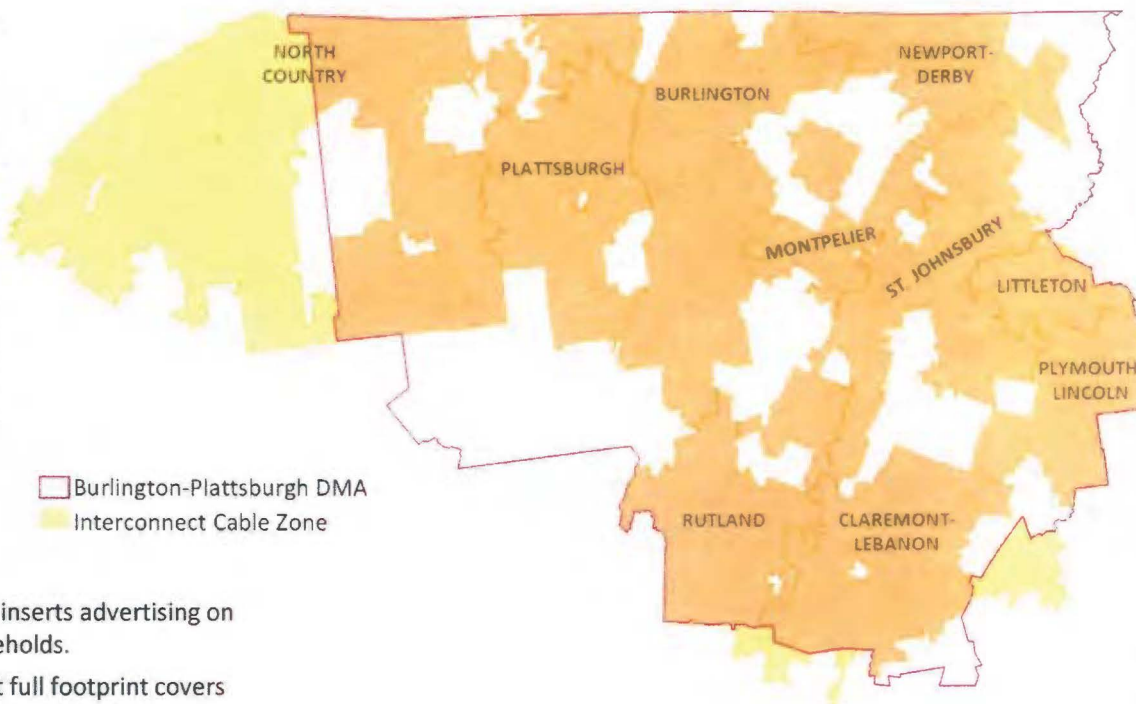 NORTH
COUNTRY
NEWPORT-
DERBY
BURLINGTON
PLATTSBURGH
MONTPELIER
ST JOHNSBURY
LITTLETON
PLYMOUTH
LINCOLN
Burlington-Plattsburgh DMA
Interconnect Cable Zone
RUTLAND
CLAREMONT-
LEBANON
inserts advertising on
eholds.
t full footprint covers